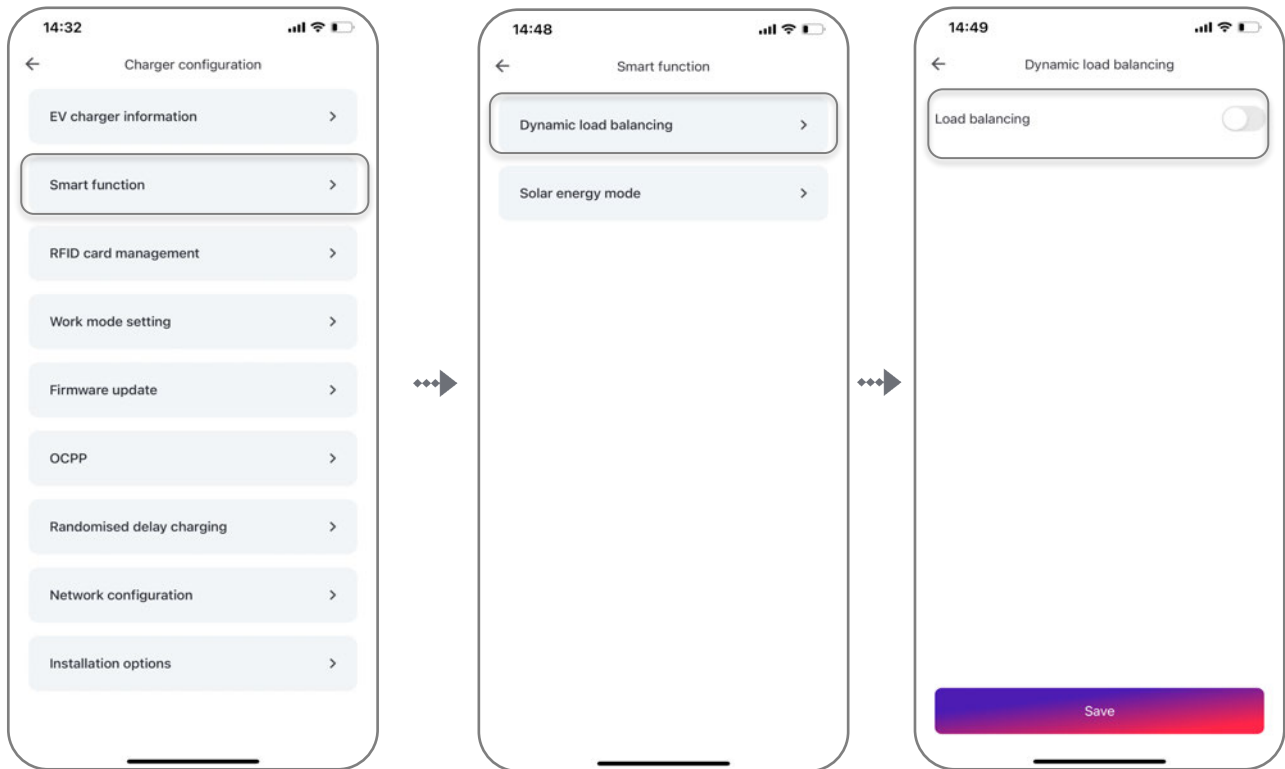 14:32
Charger configuration
EV charger information
Smart function
RFID card management
Work mode setting
Firmware update
OCPP
Randomised delay charging
Network configuration
Installation options
14:48
Smart function
Dynamic load balancing
Solar energy mode
14:49
Dynamic load balancing
Load balancing
Save